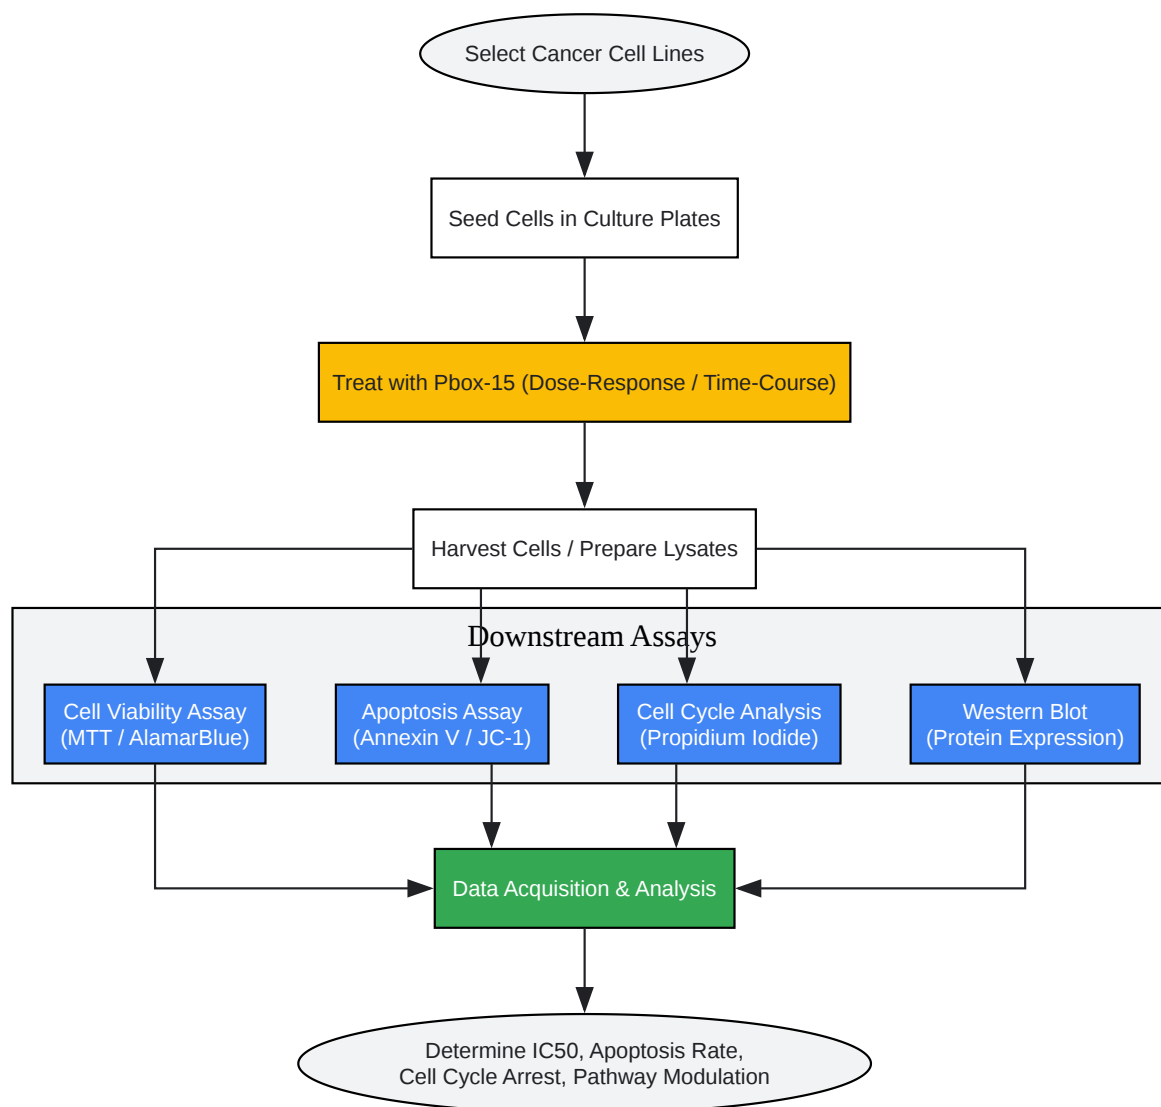 Select Cancer Cell Lines
Seed Cells in Culture Plates
Treat with Pbox-15 (Dose-Response / Time-Course)
Harvest Cells / Prepare Lysates
Downstream Assays
Cell Viability Assay
(MTT / AlamarBlue)
Apoptosis Assay
(Annexin V / JC-1)
Cell Cycle Analysis
(Propidium Iodide)
Western Blot
(Protein Expression)
Data Acquisition & Analysis
Determine IC50, Apoptosis Rate,
Cell Cycle Arrest, Pathway Modulation